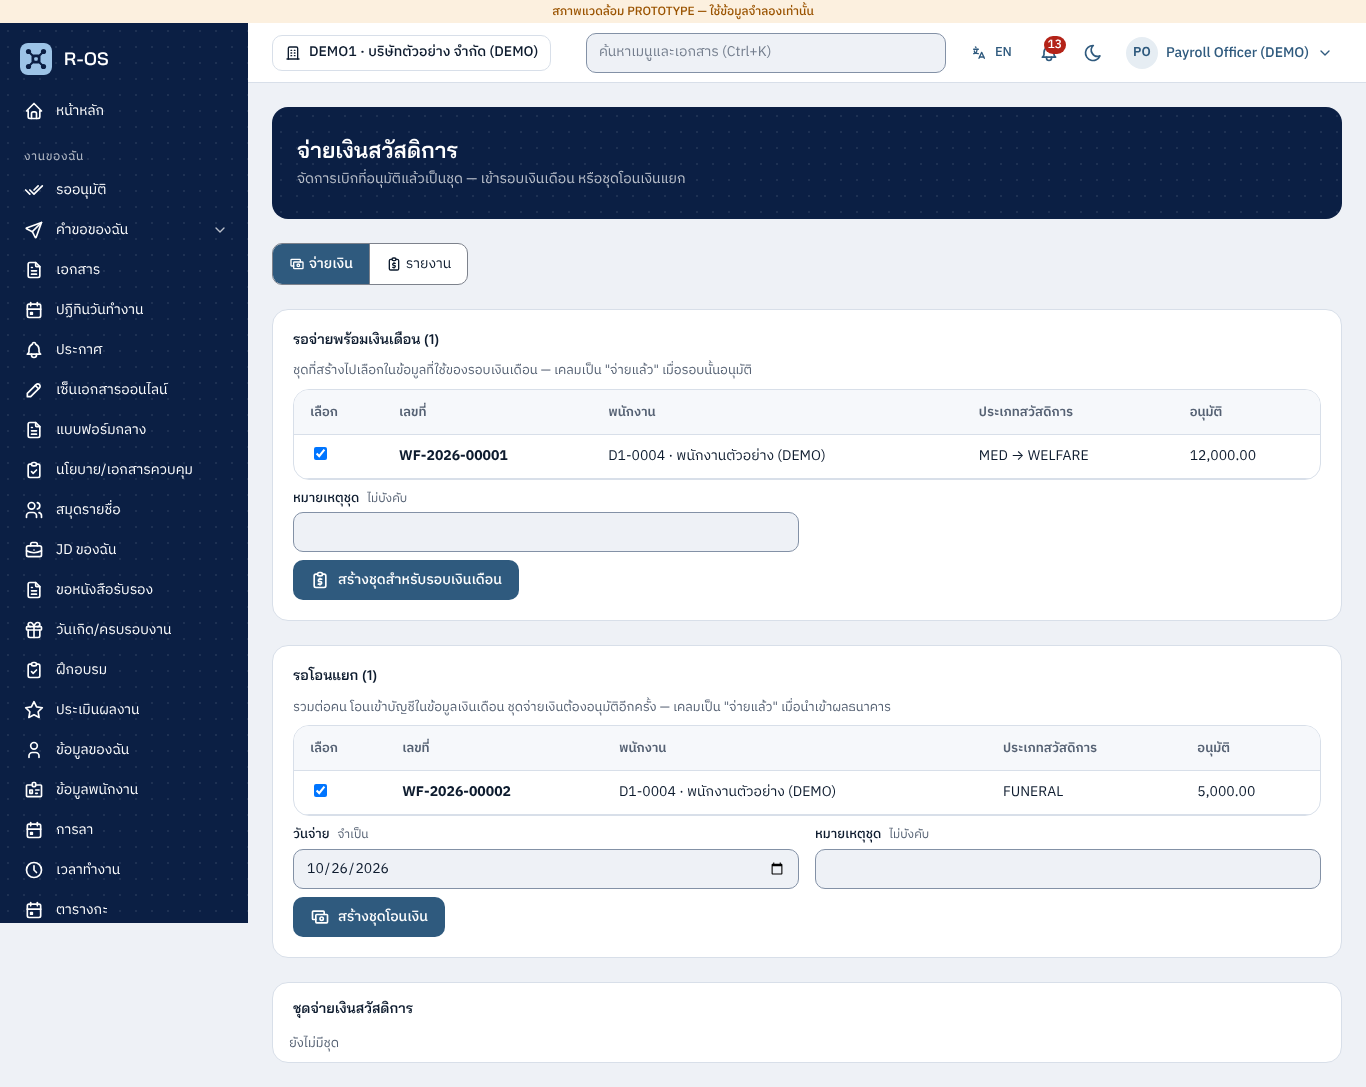 สภาพแวดล้อม PROTOTYPE — ใช้ข้อมูลจำลองเท่านั้น
R-OS
DEMO1 · บริษัทตัวอย่าง จำกัด (DEMO)
ค้นหาเมนูและเอกสาร (Ctrl+K)
EN
13
PO
Payroll Officer (DEMO)
หน้าหลัก
งานของฉัน
รออนุมัติ
คำขอของฉัน
เอกสาร
ปฏิทินวันทำงาน
ประกาศ
เซ็นเอกสารออนไลน์
แบบฟอร์มกลาง
นโยบาย/เอกสารควบคุม
สมุดรายชื่อ
JD ของฉัน
ขอหนังสือรับรอง
วันเกิด/ครบรอบงาน
ฝึกอบรม
ประเมินผลงาน
ข้อมูลของฉัน
ข้อมูลพนักงาน
การลา
เวลาทำงาน
ตารางกะ
จ่ายเงินสวัสดิการ
จัดการเบิกที่อนุมัติแล้วเป็นชุด — เข้ารอบเงินเดือน หรือชุดโอนเงินแยก
จ่ายเงิน
รายงาน
รอจ่ายพร้อมเงินเดือน (1)
ชุดที่สร้างไปเลือกในข้อมูลที่ใช้ของรอบเงินเดือน — เคลมเป็น "จ่ายแล้ว" เมื่อรอบนั้นอนุมัติ
เลือก เลขที่ พนักงาน ประเภทสวัสดิการ อนุมัติ
WF-2026-00001 D1-0004 · พนักงานตัวอย่าง (DEMO) MED → WELFARE 12,000.00
หมายเหตุชุด ไม่บังคับ
สร้างชุดสำหรับรอบเงินเดือน
รอโอนแยก (1)
รวมต่อคน โอนเข้าบัญชีในข้อมูลเงินเดือน ชุดจ่ายเงินต้องอนุมัติอีกครั้ง — เคลมเป็น "จ่ายแล้ว" เมื่อนำเข้าผลธนาคาร
เลือก เลขที่ พนักงาน ประเภทสวัสดิการ อนุมัติ
WF-2026-00002 D1-0004 · พนักงานตัวอย่าง (DEMO) FUNERAL 5,000.00
วันจ่าย จำเป็น หมายเหตุชุด ไม่บังคับ
10/26/2026
สร้างชุดโอนเงิน
ชุดจ่ายเงินสวัสดิการ
ยังไม่มีชุด